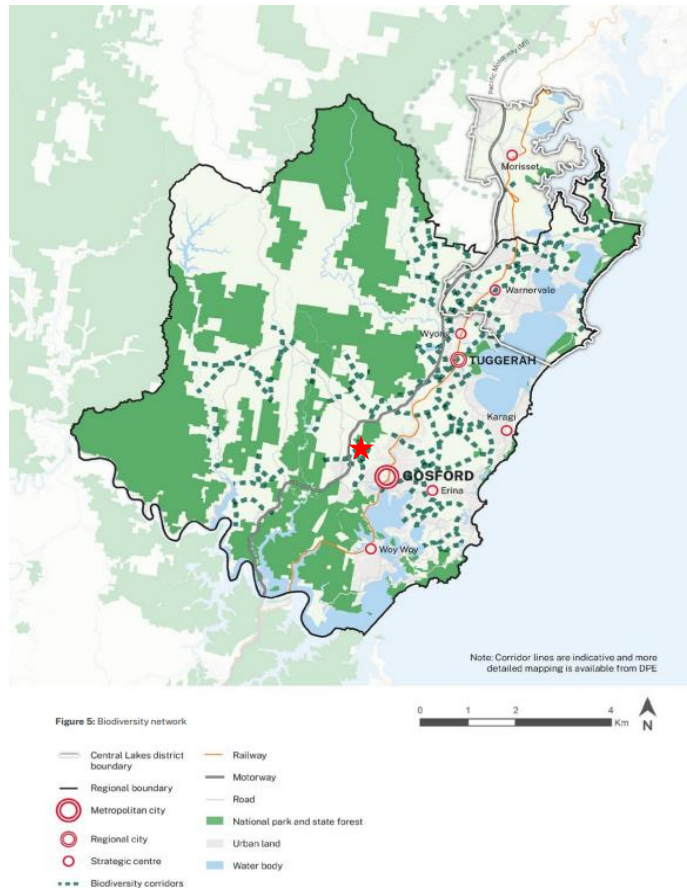 Pacific Motorway (M1)
Morisset
Warnervale
Wyong
TUGGERAH
Karagi
GOSFORD
Erina
Woy Woy
Note: Corridor lines are indicative and more
detailed mapping is available from DPE
Figure 5: Biodiversity network
0 1 2 3 4
Km
N
Central Lakes district
boundary
Regional boundary
Metropolitan city
Regional city
Strategic centre
Biodiversity corridors
Railway
Motorway
Road
National park and state forest
Urban land
Water body